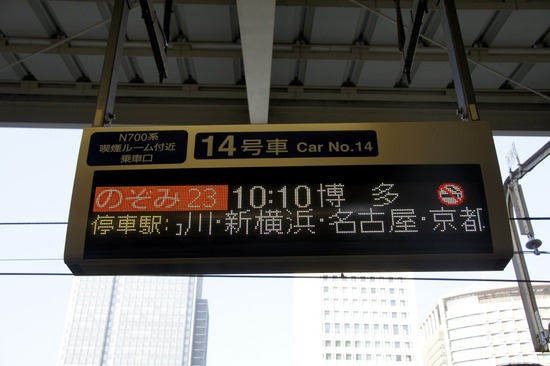 N700系
喫煙ルーム付近
乗車口
14号車 Car No.14
のぞみ 23 10:10 博多
停車駅:川・新横浜・名古屋・京都